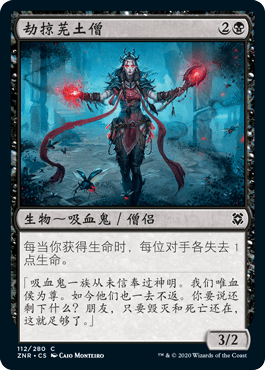 劫掠芜土僧 2
生物～吸血鬼／僧侣
每当你获得生命时，每位对手各失去 1
点生命。
「吸血鬼一族从未信奉过神明。我们唯血
侯为尊。如今他们也一去不返。你要说还
剩下什么？朋友，只要毁灭和死亡还在，
这就足够了。」
3/2
112/280 C
ZNR • CS CAIO MONTEIRO
™ & © 2020 Wizards of the Coast